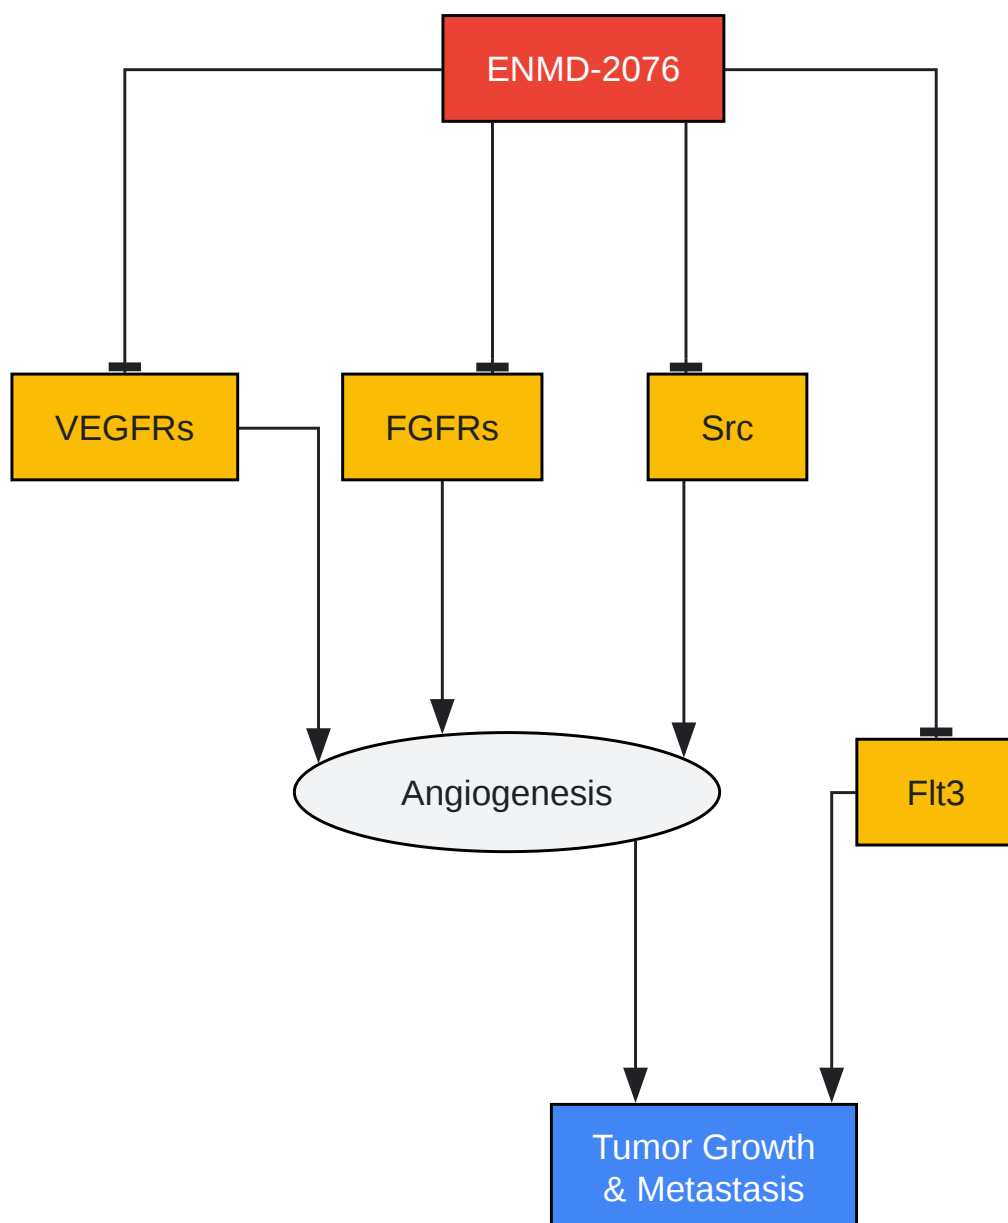 ENMD-2076
VEGFRs
FGFRs
Src
Angiogenesis
Flt3
Tumor Growth
& Metastasis